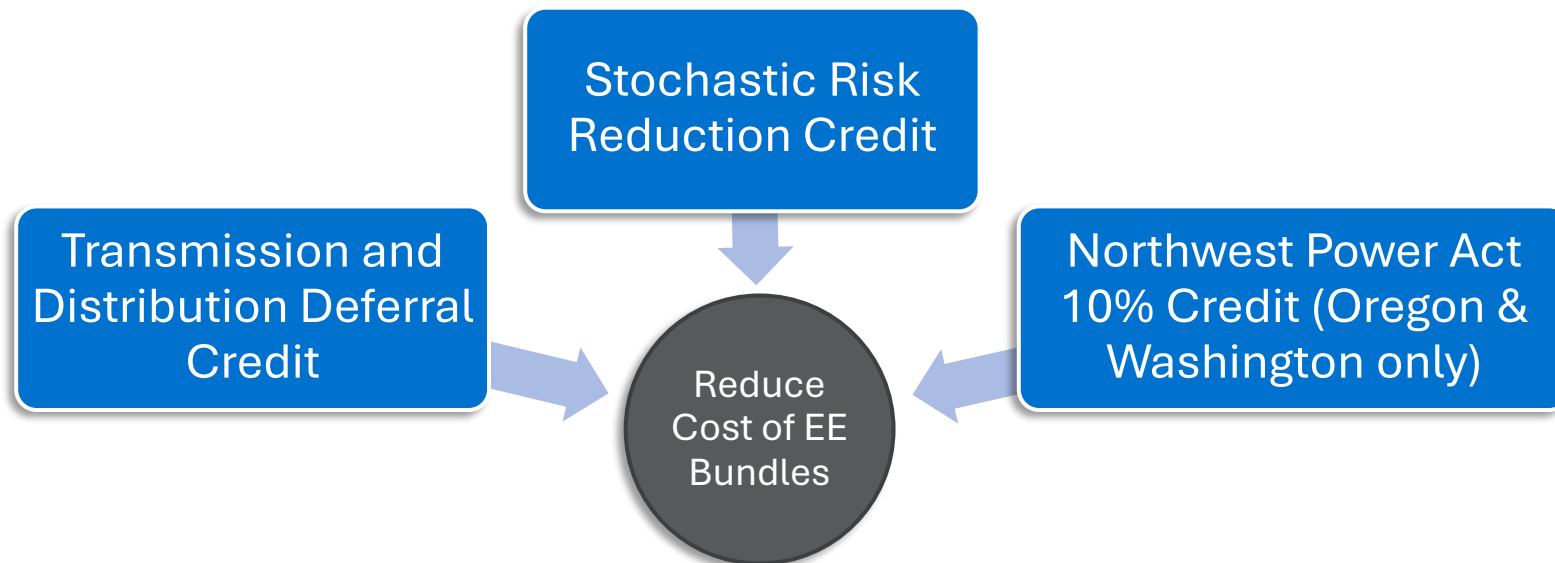 Stochastic Risk
Reduction Credit
Transmission and
Distribution Deferral
Credit
Northwest Power Act
10% Credit (Oregon &
Washington only)
Reduce
Cost of EE
Bundles